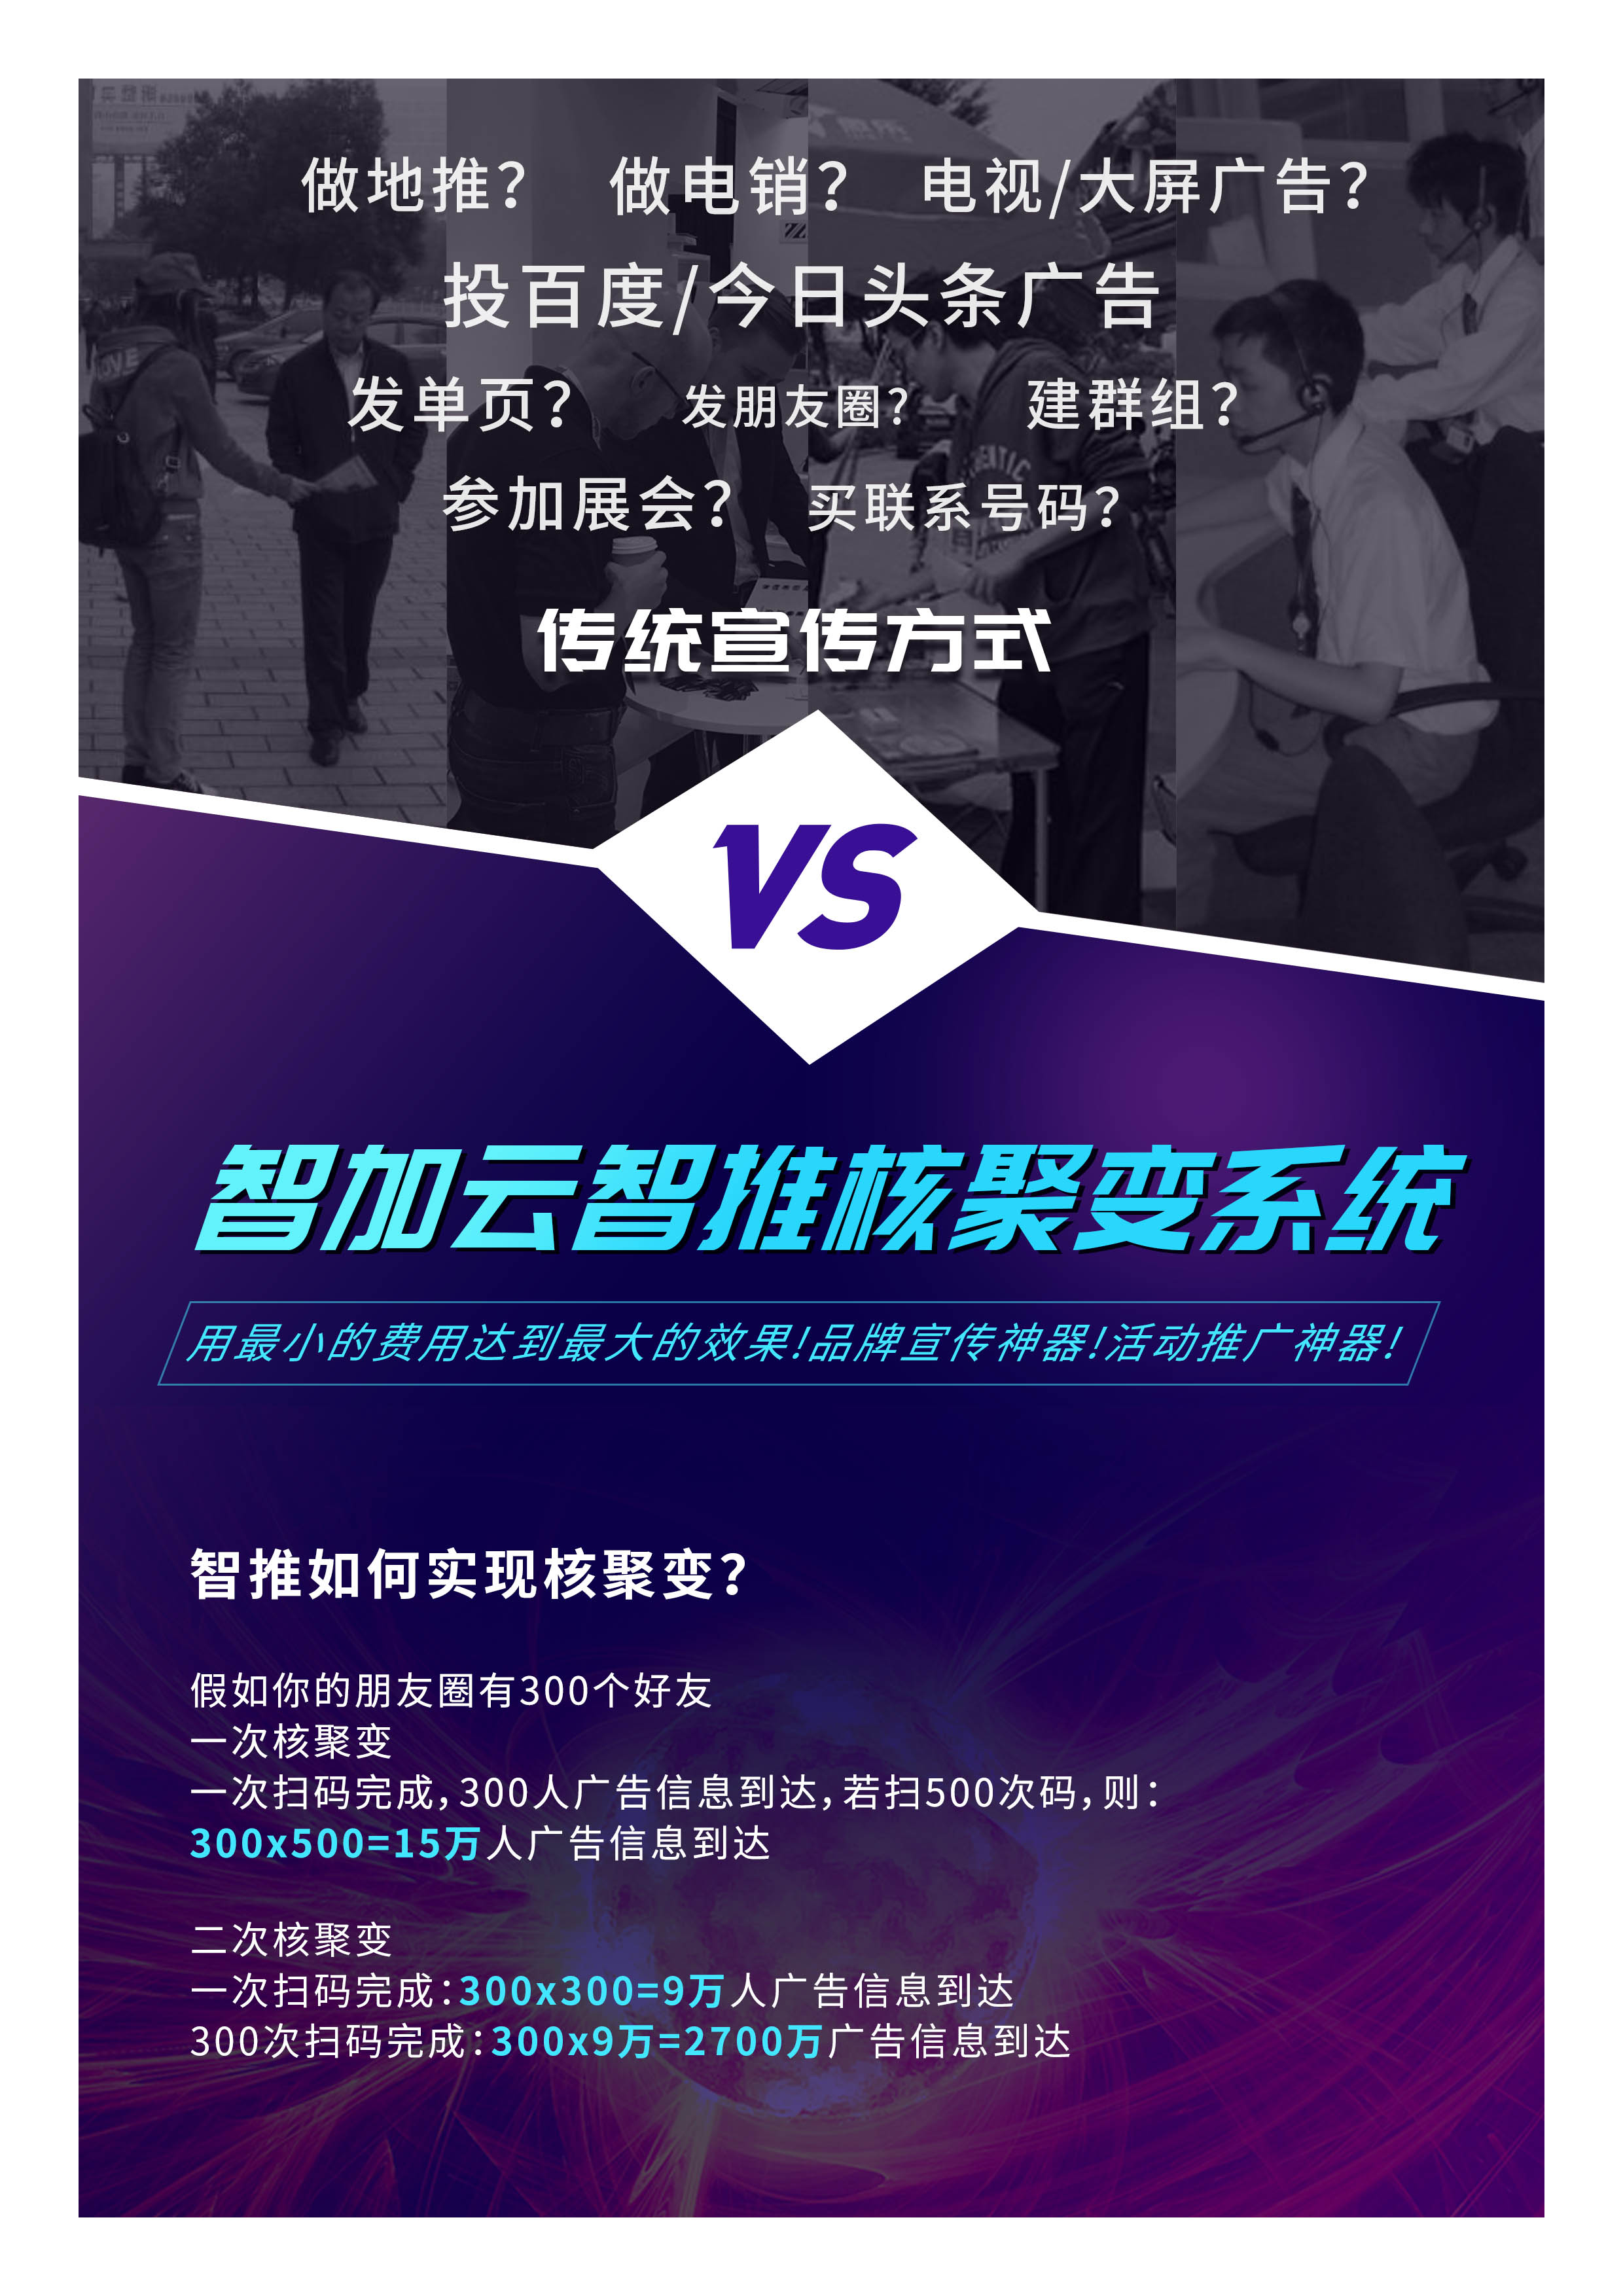 做地推？ 做电销？ 电视/大屏广告？
投百度/今日头条广告
发单页？ 发朋友圈？ 建群组？
参加展会？ 买联系号码？
传统宣传方式
VS
智加云智推核聚变系统
用最小的费用达到最大的效果！品牌宣传神器！活动推广神器！
智推如何实现核聚变？
假如你的朋友圈有300个好友
一次核聚变
一次扫码完成，300人广告信息到达，若扫500次码，则：
300x500=15万人广告信息到达
二次核聚变
一次扫码完成：300x300=9万人广告信息到达
300次扫码完成：300x9万=2700万广告信息到达